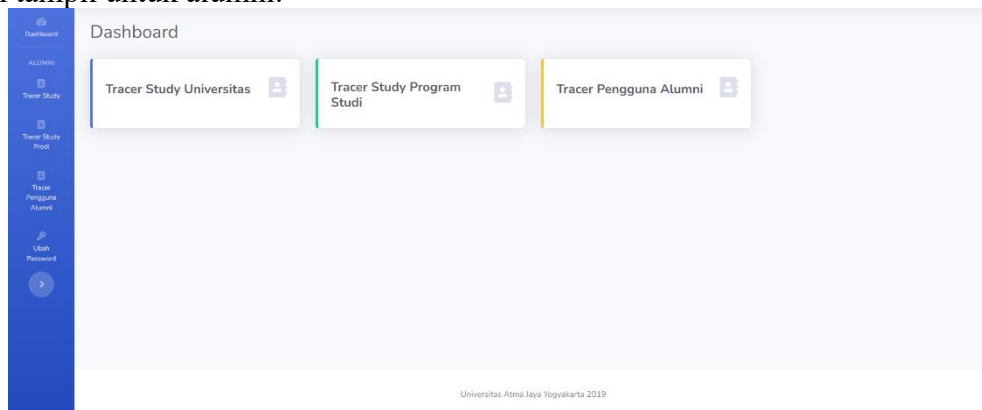 tampil untuk alumni.
Dashboard
ALUMNI
Tracer Study
Tracer Study
Prodi
Tracer
Pengguna
Alumni
Ubah
Password
Dashboard
Tracer Study Universitas
Tracer Study Program
Studi
Tracer Pengguna Alumni
Universitas Atma Jaya Yogyakarta 2019